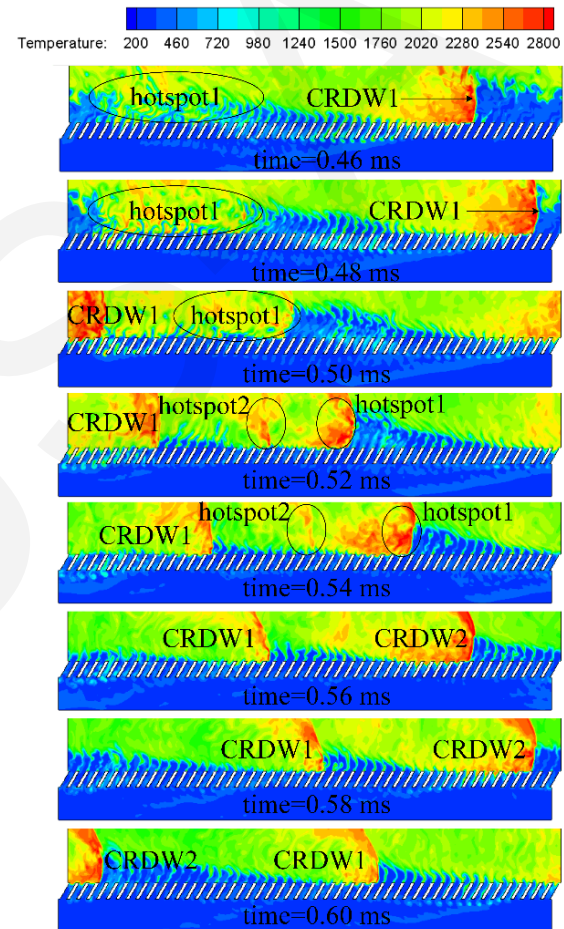 Temperature: 200 460 720 980 1240 1500 1760 2020 2280 2540 2800
hotspot1 CRDW1
time=0.46 ms
hotspot1 CRDW1
time=0.48 ms
CRDW1 hotspot1
time=0.50 ms
CRDW1 hotspot2 hotspot1
time=0.52 ms
hotspot2 hotspot1
CRDW1
time=0.54 ms
CRDW1 CRDW2
time=0.56 ms
CRDW1 CRDW2
time=0.58 ms
CRDW2 CRDW1
time=0.60 ms